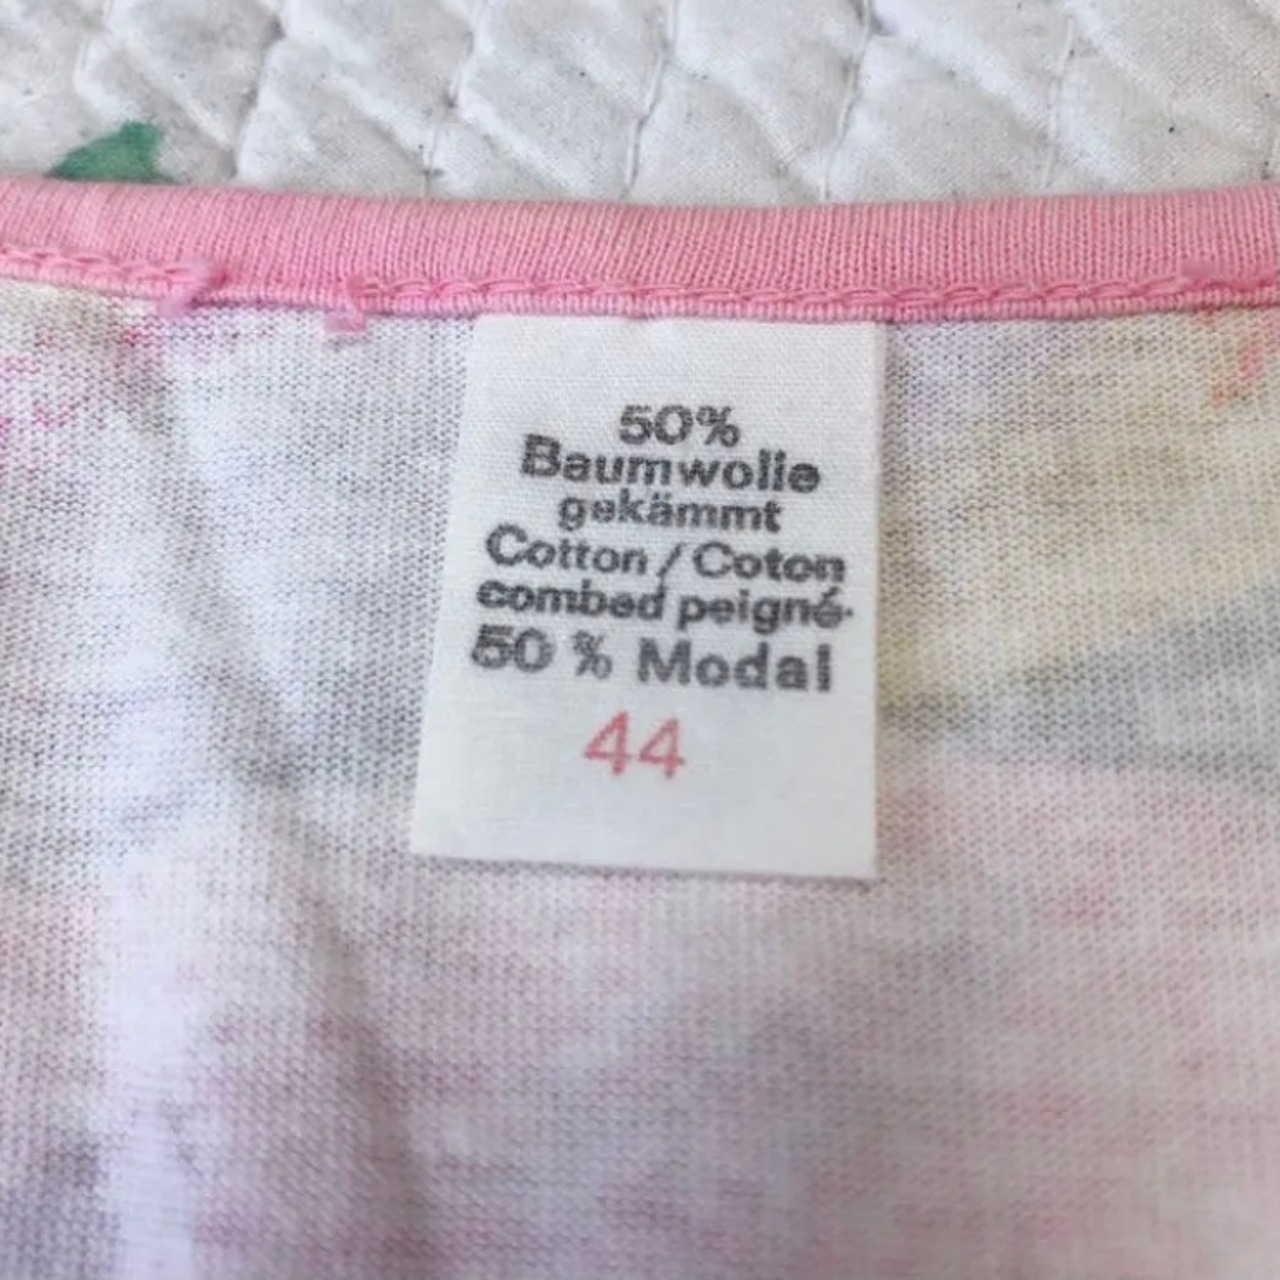 50%
Baumwolle
gekämmt
Cotton / Coton
combed peigné
50 % Modal
44